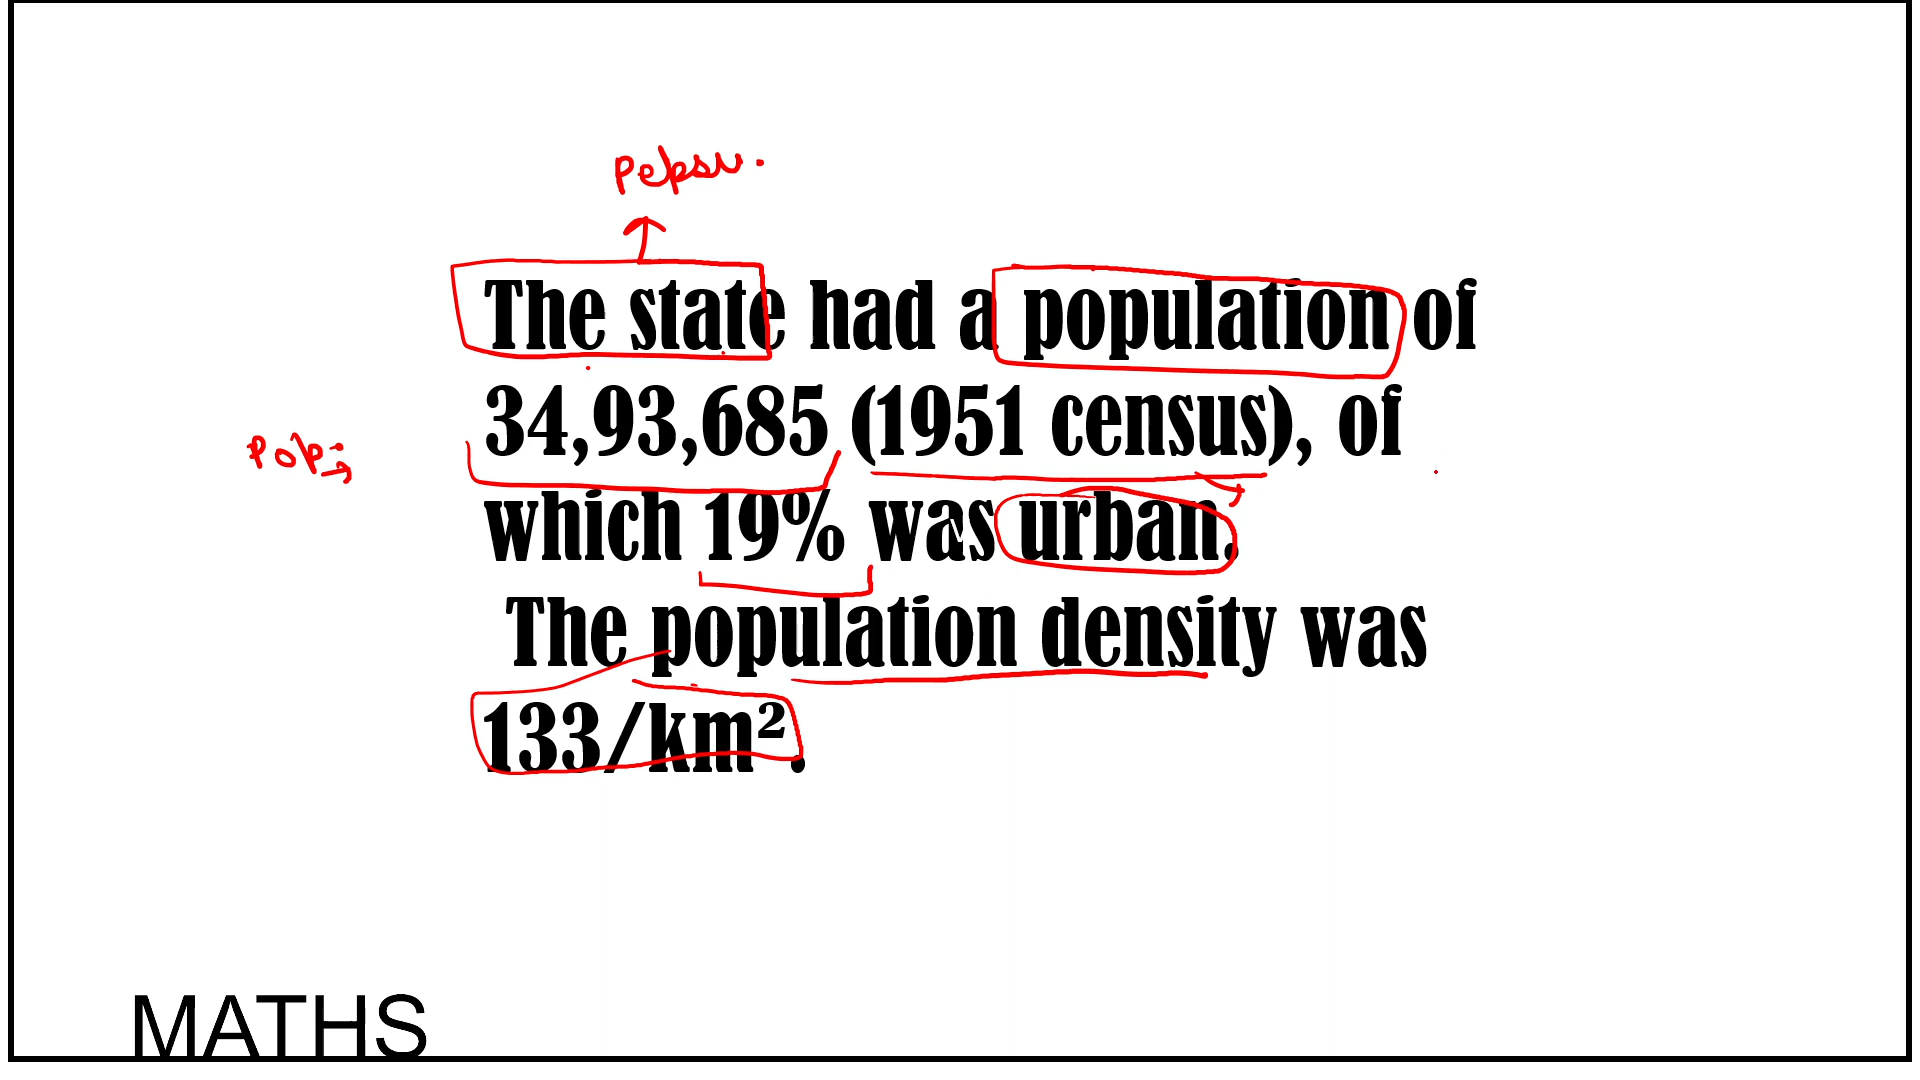 Pepsu.
The state had a population of
34,93,685 (1951 census), of
Pop:
which 19% was urban.
The population density was
133/km² .
MATHS